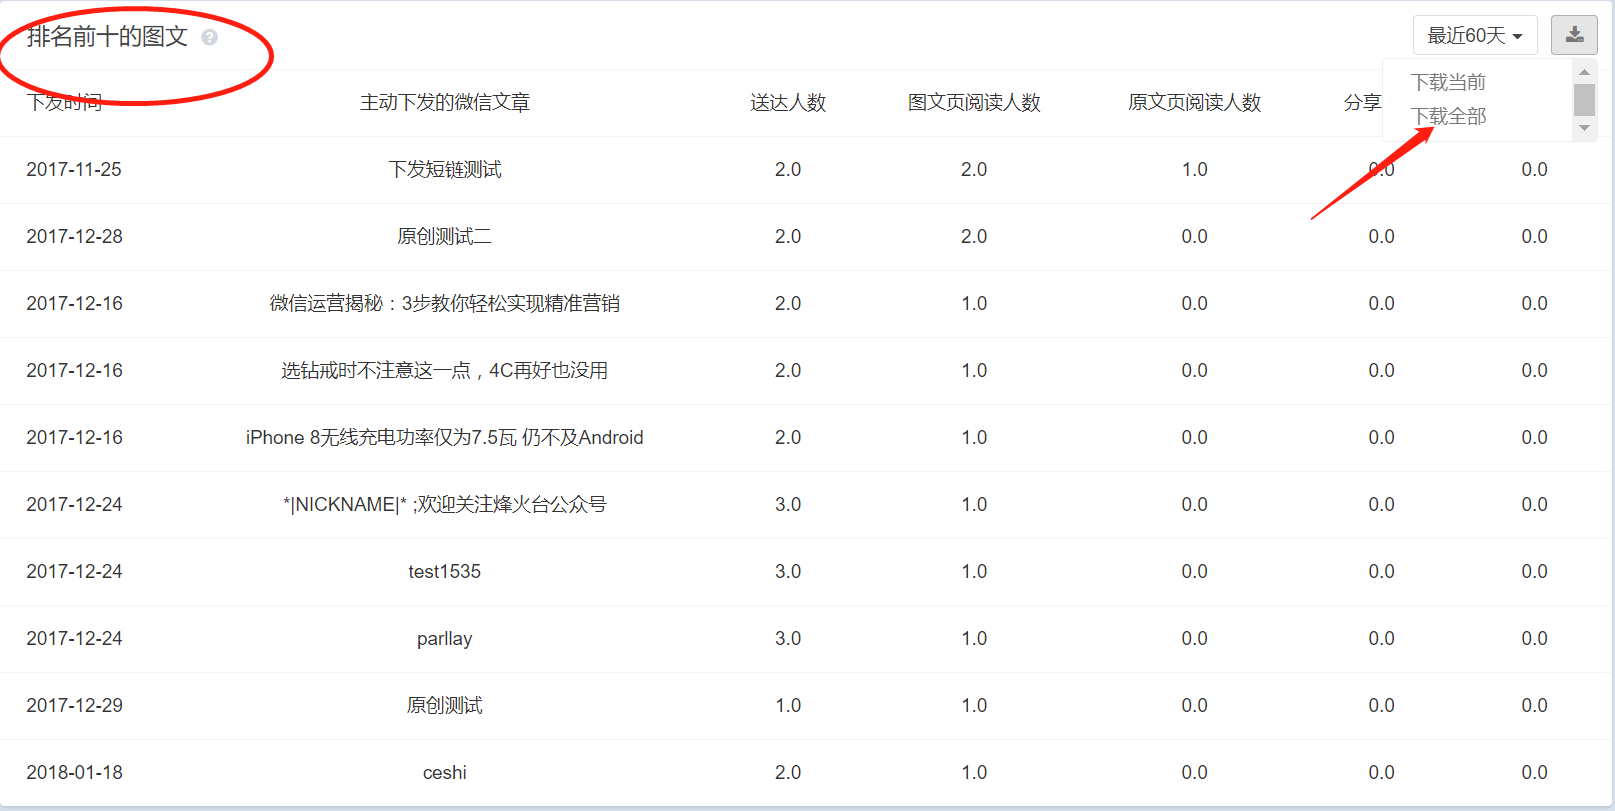 排名前十的图文 ?
最近60天
下载当前
下载全部
下发时间 主动下发的微信文章 送达人数 图文页阅读人数 原文页阅读人数 分享
2017-11-25 下发短链测试 2.0 2.0 1.0 0.0 0.0
2017-12-28 原创测试二 2.0 2.0 0.0 0.0 0.0
2017-12-16 微信运营揭秘：3步教你轻松实现精准营销 2.0 1.0 0.0 0.0 0.0
2017-12-16 选钻戒时不注意这一点，4C再好也没用 2.0 1.0 0.0 0.0 0.0
2017-12-16 iPhone 8无线充电功率仅为7.5瓦 仍不及Android 2.0 1.0 0.0 0.0 0.0
2017-12-24 *|NICKNAME|* ;欢迎关注烽火台公众号 3.0 1.0 0.0 0.0 0.0
2017-12-24 test1535 3.0 1.0 0.0 0.0 0.0
2017-12-24 parllay 3.0 1.0 0.0 0.0 0.0
2017-12-29 原创测试 1.0 1.0 0.0 0.0 0.0
2018-01-18 ceshi 2.0 1.0 0.0 0.0 0.0